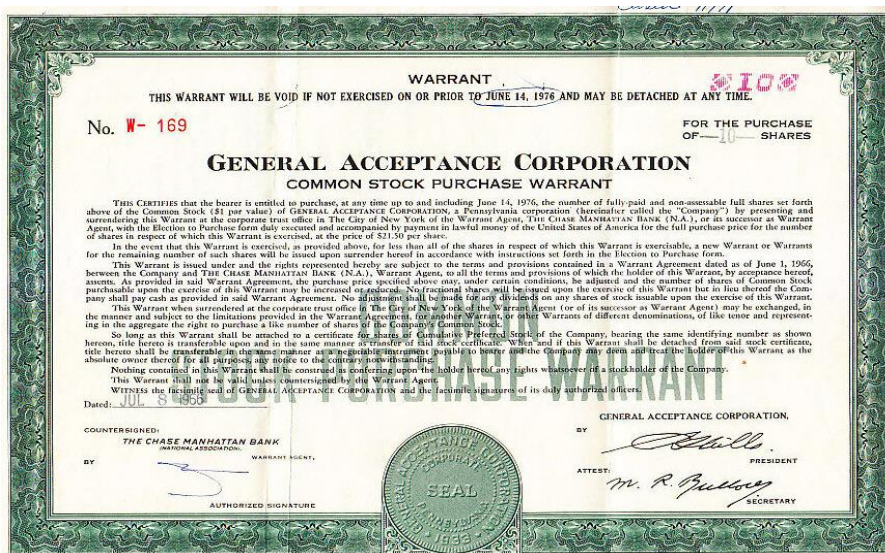 WARRANT
*10*
THIS WARRANT WILL BE VOID IF NOT EXERCISED ON OR PRIOR TO JUNE 14, 1976 AND MAY BE DETACHED AT ANY TIME.
No. W- 169
FOR THE PURCHASE
OF 10 SHARES
GENERAL ACCEPTANCE CORPORATION
COMMON STOCK PURCHASE WARRANT
THIS CERTIFIES that the bearer is entitled to purchase, at any time up to and including June 14, 1976, the number of fully-paid and non-assessable full shares set forth
above of the Common Stock ($1 par value) of GENERAL ACCEPTANCE CORPORATION, a Pennsylvania corporation (hereinafter called the "Company") by presenting and
surrendering this Warrant at the corporate trust office in The City of New York of the Warrant Agent, THE CHASE MANHATTAN BANK (N.A.), or its successor as Warrant
Agent, with the Election to Purchase form duly executed and accompanied by payment in lawful money of the United States of America for the full purchase price for the number
of shares in respect of which this Warrant is exercised, at the price of $21.50 per share.
In the event that this Warrant is exercised, as provided above, for less than all of the shares in respect of which this Warrant is exercisable, a new Warrant or Warrants
for the remaining number of such shares will be issued upon surrender hereof in accordance with instructions set forth in the Election to Purchase form.
This Warrant is issued under and the rights represented hereby are subject to the terms and provisions contained in a Warrant Agreement dated as of June 1, 1966,
between the Company and THE CHASE MANHATTAN BANK (N.A.), Warrant Agent, to all the terms and provisions of which the holder of this Warrant, by acceptance hereof,
assents. As provided in said Warrant Agreement, the purchase price specified above may, under certain conditions, be adjusted and the number of shares of Common Stock
purchasable upon the exercise of this Warrant may be increased or reduced. No fractional shares will be issued upon the exercise of this Warrant but in lieu thereof the Com-
pany shall pay cash as provided in said Warrant Agreement. No adjustment shall be made for any dividends on any shares of stock issuable upon the exercise of this Warrant.
This Warrant when surrendered at the corporate trust office in The City of New York of the Warrant Agent (or of its successor as Warrant Agent) may be exchanged, in
the manner and subject to the limitations provided in the Warrant Agreement, for another Warrant, or other Warrants of different denominations, of like tenor and represent-
ing in the aggregate the right to purchase a like number of shares of the Company's Common Stock.
So long as this Warrant shall be attached to a certificate for shares of Cumulative Preferred Stock of the Company, bearing the same identifying number as shown
hereon, title hereto is transferable upon and in the same manner as transfer of said stock certificate. When and if this Warrant shall be detached from said stock certificate,
title hereto shall be transferable in the same manner as in the case of a negotiable instrument payable to bearer, and the Company may treat the holder of this Warrant as the
absolute owner thereof for all purposes, any notice to the contrary notwithstanding.
Nothing contained in this Warrant shall be construed as conferring upon the holder hereof any rights whatsoever as a stockholder of the Company.
This Warrant shall not be valid unless countersigned by the Warrant Agent.
WITNESS the facsimile seal of GENERAL ACCEPTANCE CORPORATION and the facsimile signatures of its duly authorized officers.
COMMON
STOCK PURCHASE WARRANT
Dated: JUL 8 1966
GENERAL ACCEPTANCE CORPORATION,
COUNTERSIGNED:
THE CHASE MANHATTAN BANK
(NATIONAL ASSOCIATION),
WARRANT AGENT,
BY
PRESIDENT
ATTEST:
SECRETARY
BY
AUTHORIZED SIGNATURE
GENERAL ACCEPTANCE CORPORATION
CORPORATE
SEAL
1933